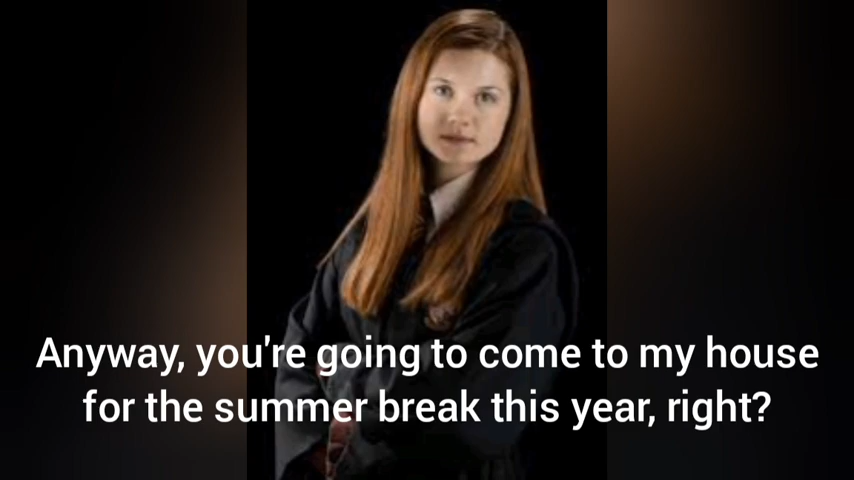 Anyway, you're going to come to my house
for the summer break this year, right?